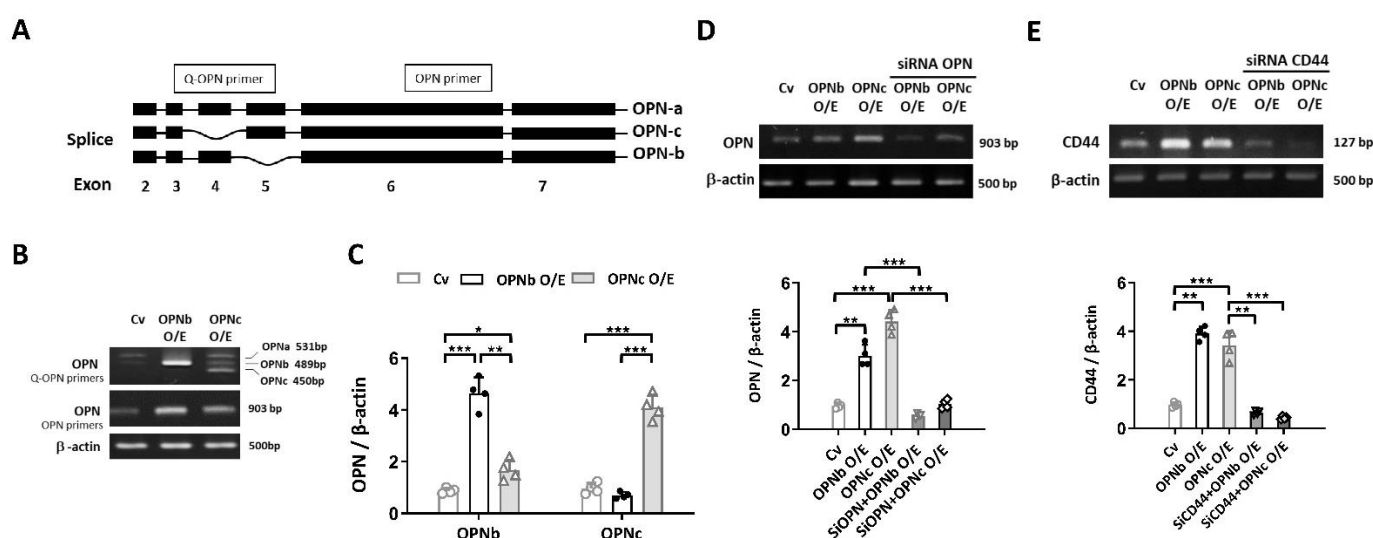 A
Q-OPN primer
OPN primer
OPN-a
Splice
OPN-c
OPN-b
Exon
2 3 4 5 6 7
B
Cv OPNb O/E OPNc O/E
OPN
Q-OPN primers
OPNa 531bp
OPNb 489bp
OPNc 450bp
OPN
OPN primers
903 bp
β-actin
500bp
C
Cv OPNb O/E OPNc O/E
OPN / β-actin
6
4
2
0
*
*** **
***
***
OPNb OPNc
D
siRNA OPN
Cv OPNb O/E OPNc O/E OPNb O/E OPNc O/E
OPN 903 bp
β-actin 500 bp
OPN / β-actin
6
4
2
0
***
*** ***
**
Cv
OPNb O/E
OPNc O/E
SiOPN+OPNb O/E
SiOPN+OPNc O/E
E
siRNA CD44
Cv OPNb O/E OPNc O/E OPNb O/E OPNc O/E
CD44 127 bp
β-actin 500 bp
CD44 / β-actin
6
4
2
0
***
** ***
**
Cv
OPNb O/E
OPNc O/E
SiCD44+OPNb O/E
SiCD44+OPNc O/E